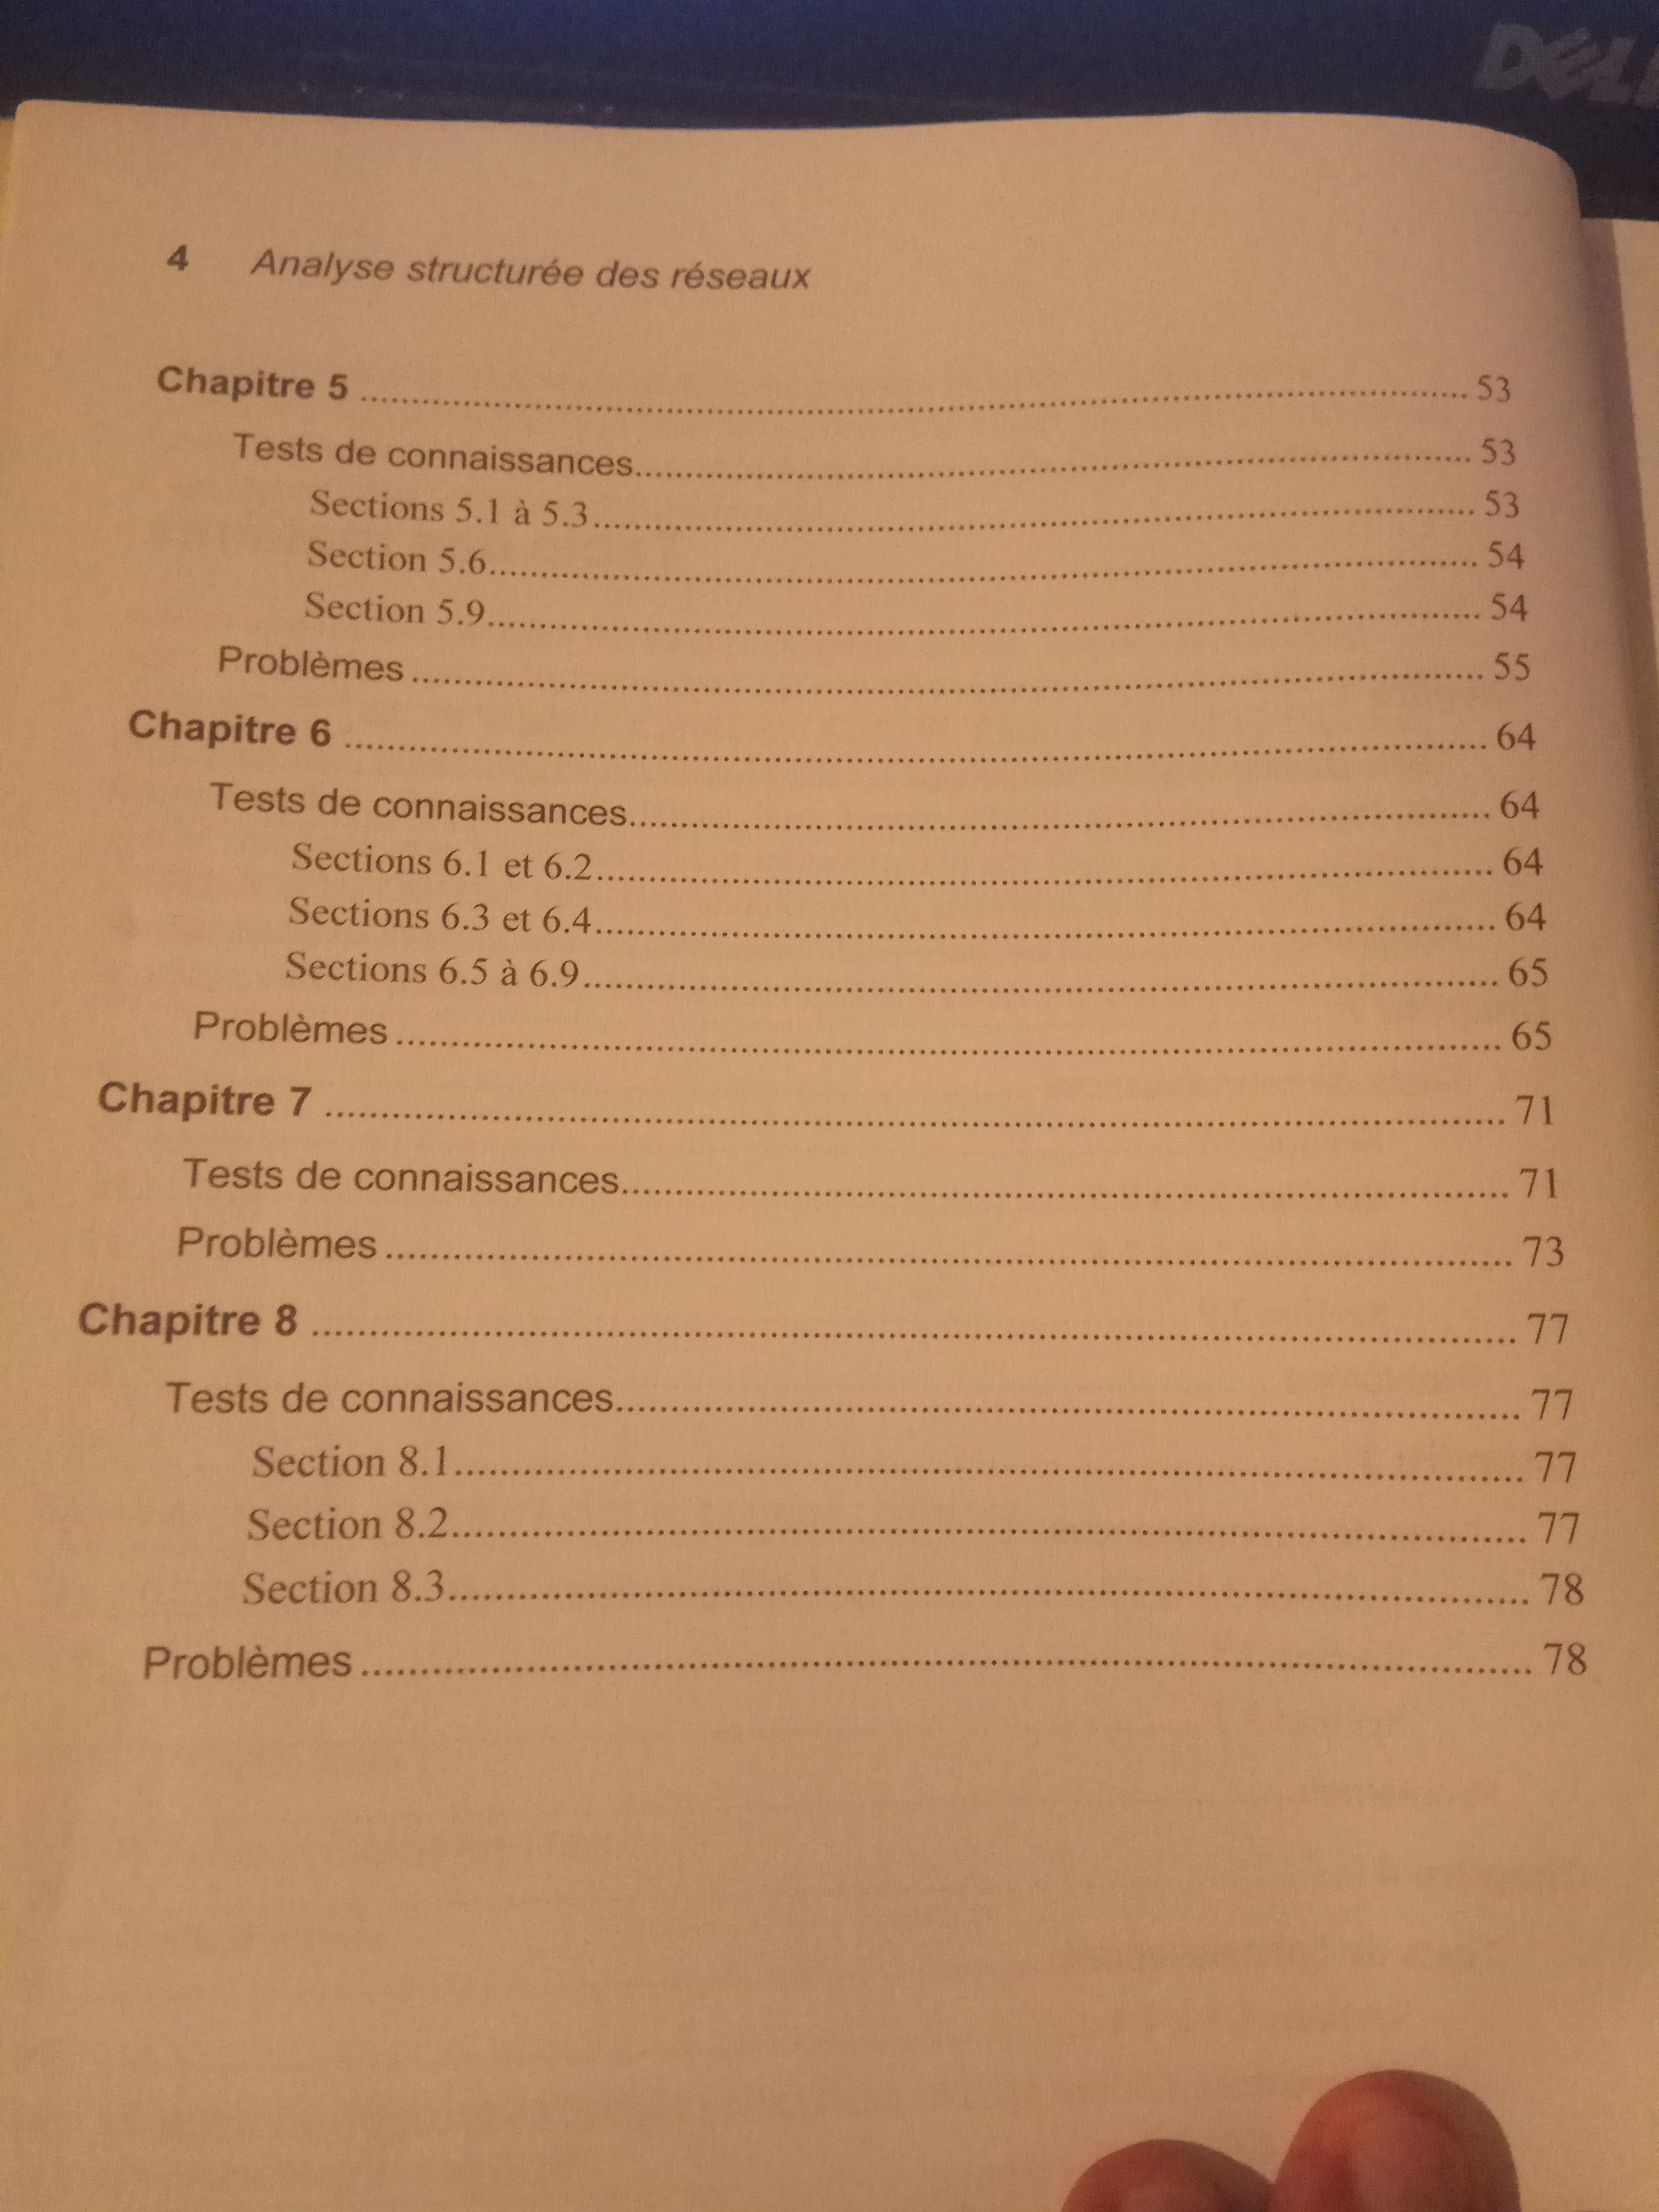 DELL
4 Analyse structurée des réseaux
Chapitre 5 ........ 53
Tests de connaissances........ 53
Sections 5.1 à 5.3........ 53
Section 5.6........ 54
Section 5.9........ 54
Problèmes ........ 55
Chapitre 6 ........ 64
Tests de connaissances........ 64
Sections 6.1 et 6.2........ 64
Sections 6.3 et 6.4........ 64
Sections 6.5 à 6.9........ 65
Problèmes ........ 65
Chapitre 7 ........ 71
Tests de connaissances........ 71
Problèmes ........ 73
Chapitre 8 ........ 77
Tests de connaissances........ 77
Section 8.1........ 77
Section 8.2........ 77
Section 8.3........ 78
Problèmes ........ 78